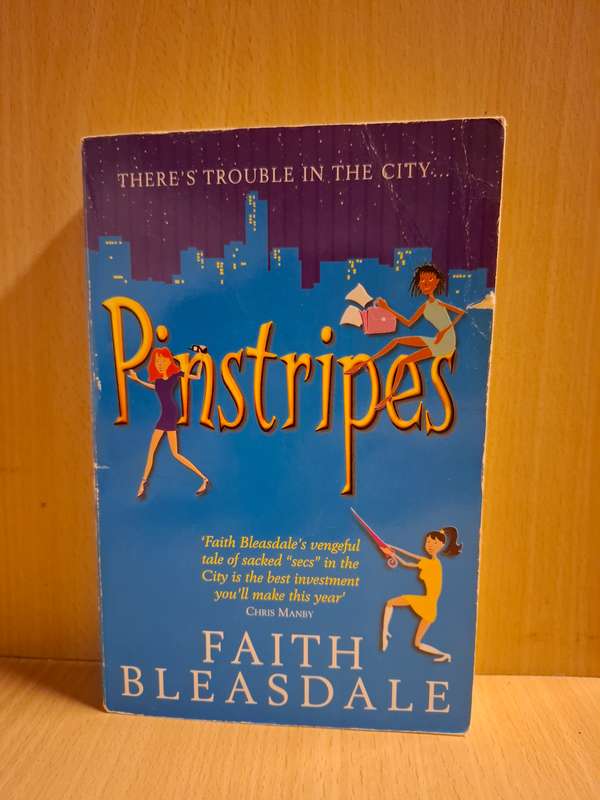 THERE'S TROUBLE IN THE CITY...
Pinstripes
'Faith Bleasdale's vengeful
tale of sacked "secs" in the
City is the best investment
you'll make this year'
CHRIS MANBY
FAITH
BLEASDALE